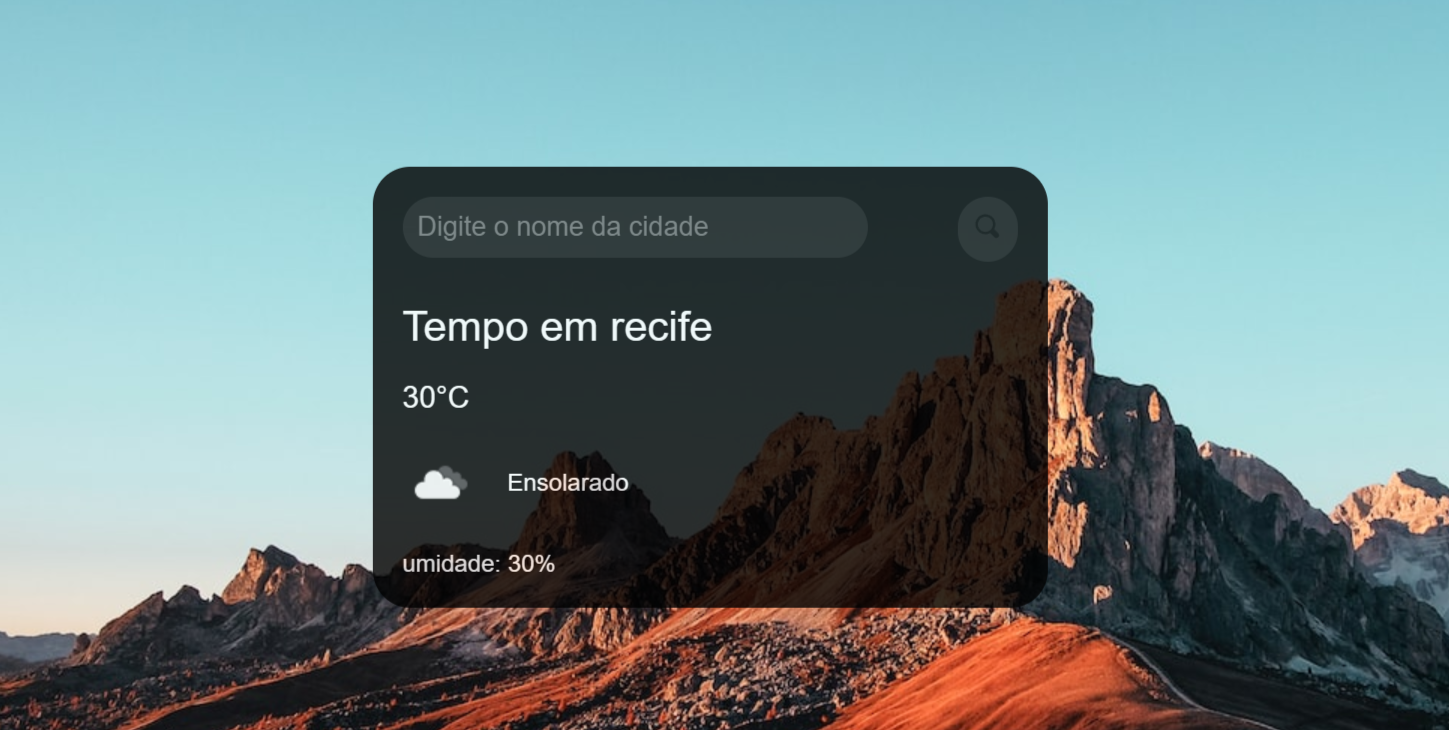 Digite o nome da cidade
Tempo em recife
30°C
Ensolarado
umidade: 30%